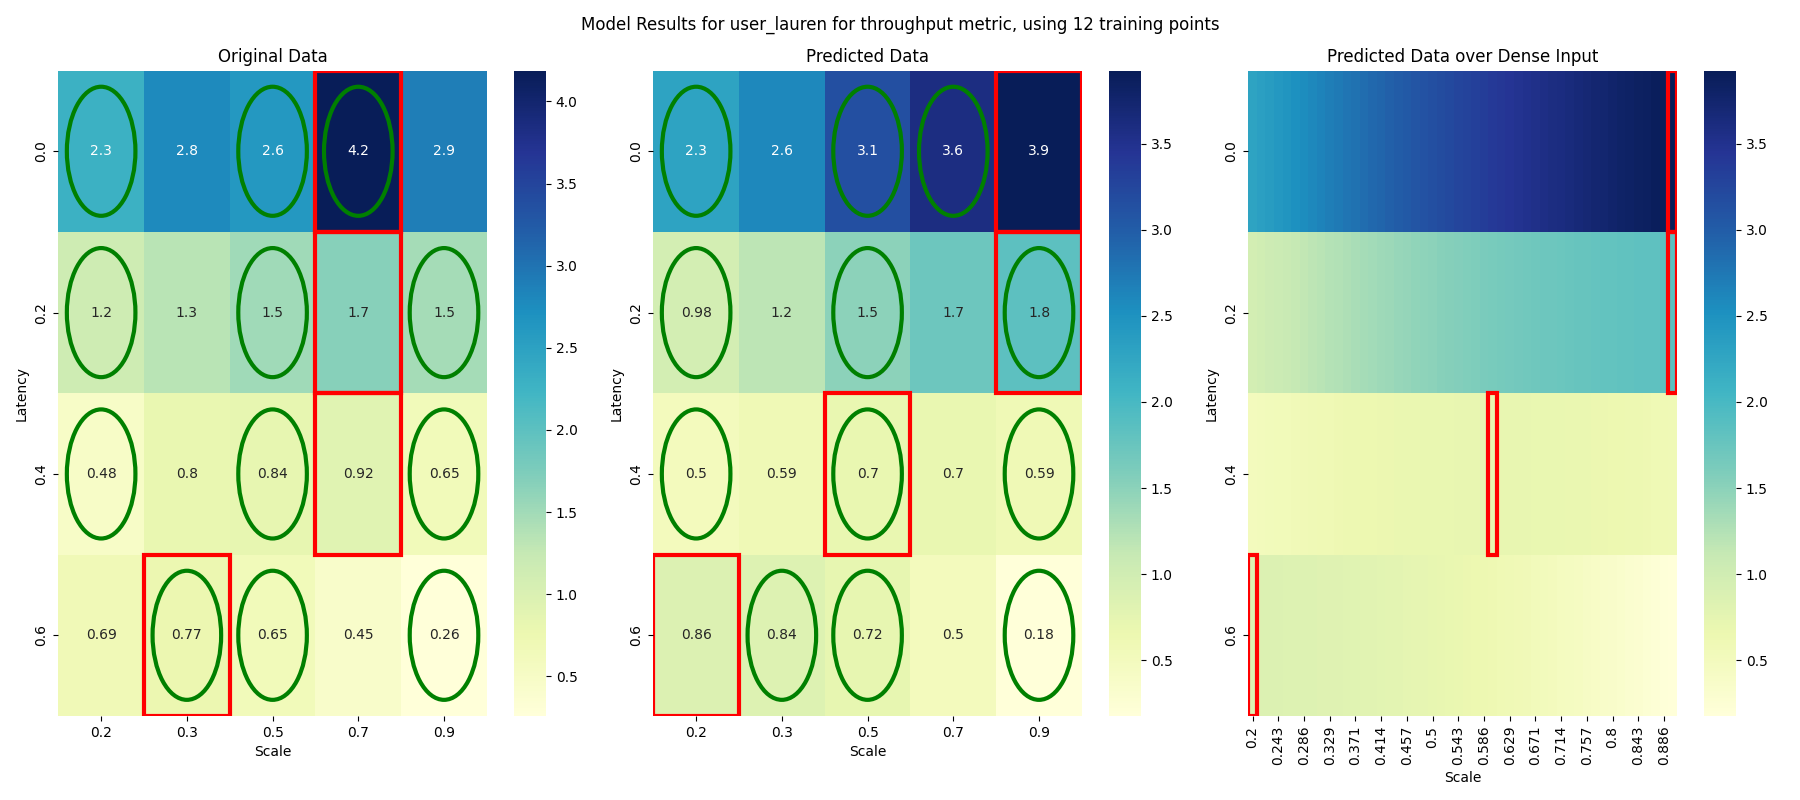 Model Results for user_lauren for throughput metric, using 12 training points
Original Data
2.3 2.8 2.6 4.2 2.9
1.2 1.3 1.5 1.7 1.5
0.48 0.8 0.84 0.92 0.65
0.69 0.77 0.65 0.45 0.26
0.0
0.2
0.4
0.6
Latency
0.2 0.3 0.5 0.7 0.9
Scale
4.0
3.5
3.0
2.5
2.0
1.5
1.0
0.5
Predicted Data
2.3 2.6 3.1 3.6 3.9
0.98 1.2 1.5 1.7 1.8
0.5 0.59 0.7 0.7 0.59
0.86 0.84 0.72 0.5 0.18
0.0
0.2
0.4
0.6
Latency
0.2 0.3 0.5 0.7 0.9
Scale
3.5
3.0
2.5
2.0
1.5
1.0
0.5
Predicted Data over Dense Input
0.0
0.2
0.4
0.6
Latency
0.2 0.243 0.286 0.329 0.371 0.414 0.457 0.5 0.543 0.586 0.629 0.671 0.714 0.757 0.8 0.843 0.886
Scale
3.5
3.0
2.5
2.0
1.5
1.0
0.5